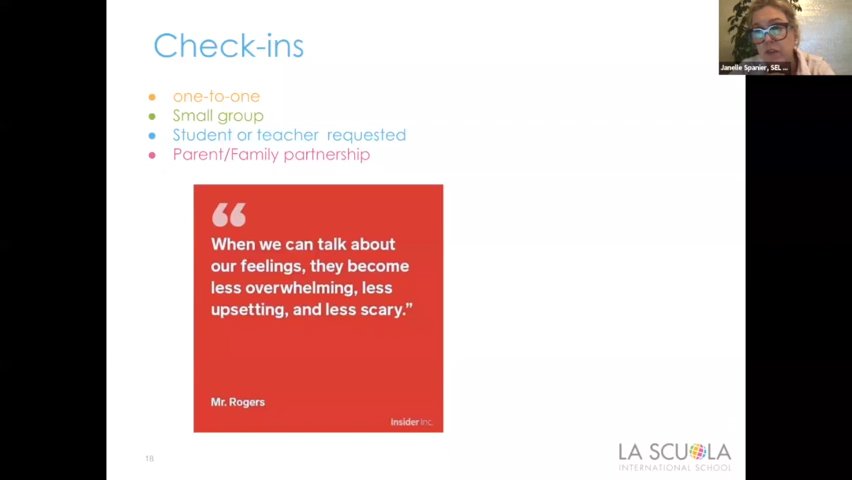 Check-ins
Janelle Spanier, SEL ...
one-to-one
Small group
Student or teacher requested
Parent/Family partnership
“
When we can talk about
our feelings, they become
less overwhelming, less
upsetting, and less scary.”
Mr. Rogers
Insider Inc.
18
LA SCUOLA
INTERNATIONAL SCHOOL